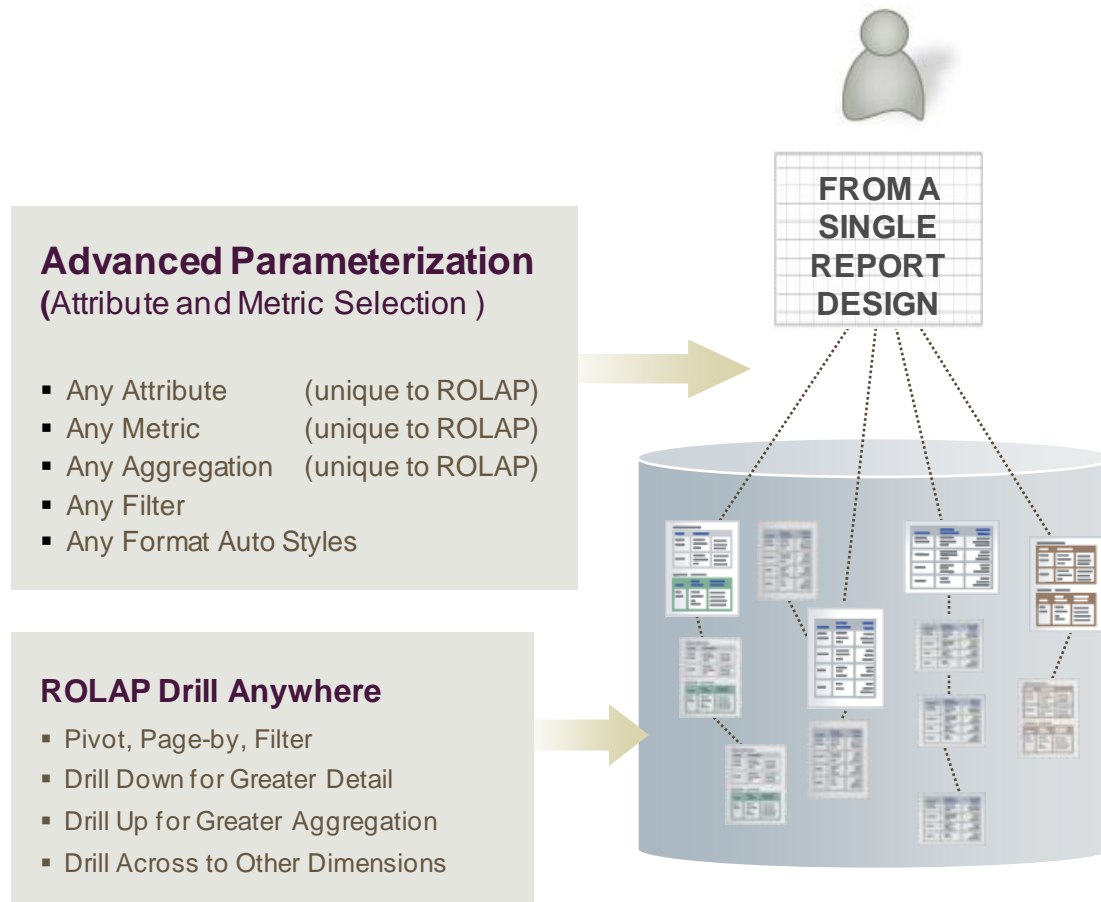 FROM A
SINGLE
REPORT
DESIGN
Advanced Parameterization
(Attribute and Metric Selection )
▪ Any Attribute (unique to ROLAP)
▪ Any Metric (unique to ROLAP)
▪ Any Aggregation (unique to ROLAP)
▪ Any Filter
▪ Any Format Auto Styles
ROLAP Drill Anywhere
▪ Pivot, Page-by, Filter
▪ Drill Down for Greater Detail
▪ Drill Up for Greater Aggregation
▪ Drill Across to Other Dimensions